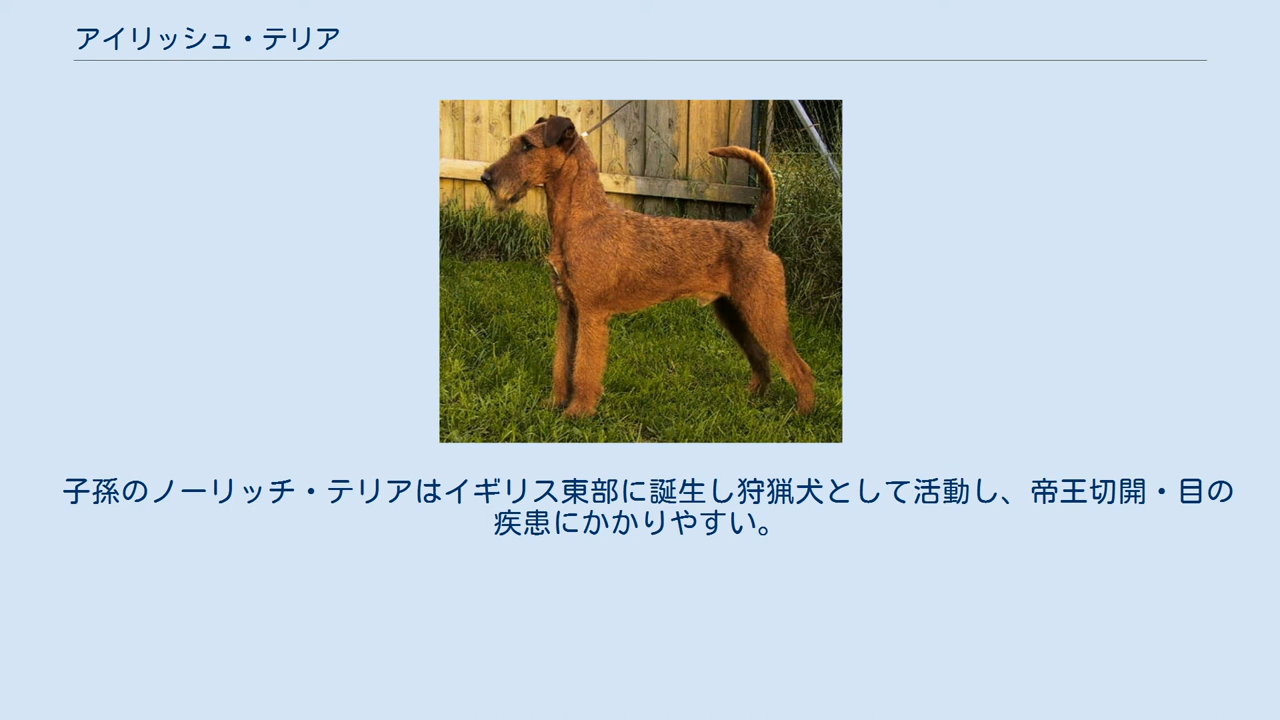 アイリッシュ・テリア
子孫のノーリッチ・テリアはイギリス東部に誕生し狩猟犬として活動し、帝王切開・目の
疾患にかかりやすい。